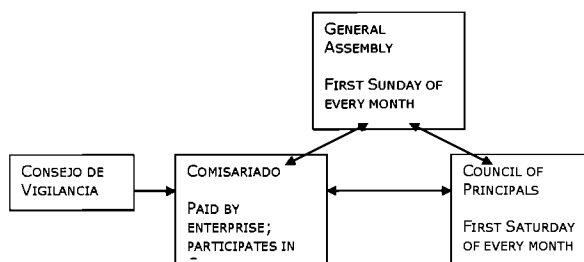 GENERAL
ASSEMBLY
FIRST SUNDAY OF
EVERY MONTH
CONSEJO DE
VIGILANCIA
COMISARIADO
PAID BY
ENTERPRISE;
PARTICIPATES IN
COUNCIL OF
PRINCIPALS
FIRST SATURDAY
OF EVERY MONTH